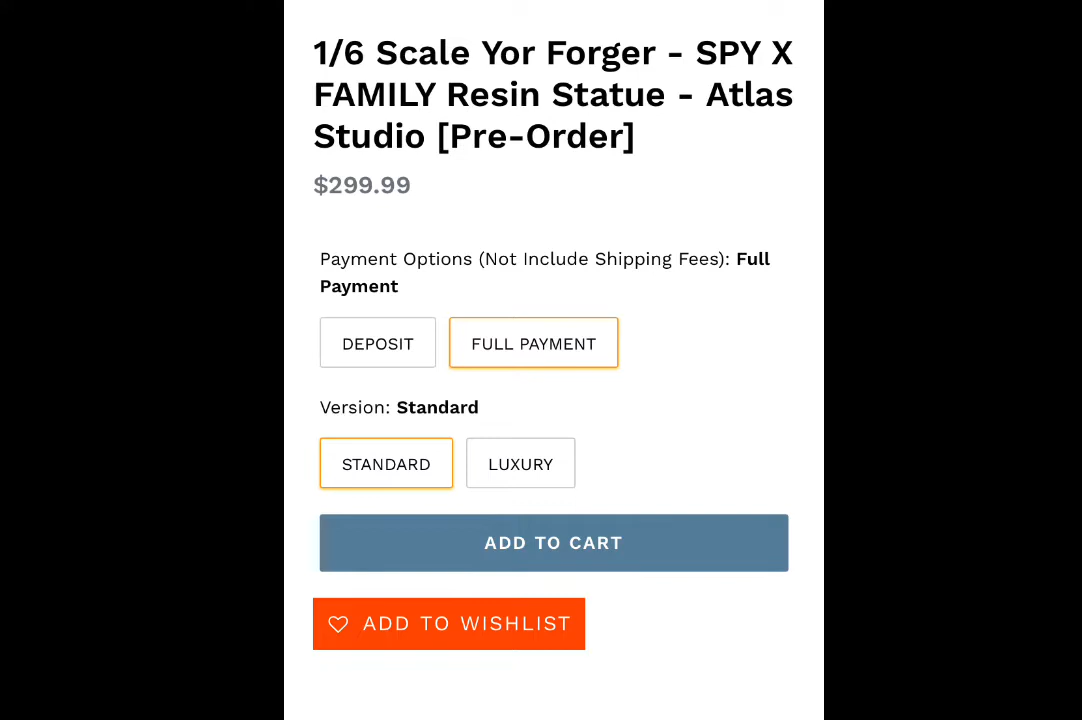 1/6 Scale Yor Forger - SPY X
FAMILY Resin Statue - Atlas
Studio [Pre-Order]
$299.99
Payment Options (Not Include Shipping Fees): Full
Payment
DEPOSIT FULL PAYMENT
Version: Standard
STANDARD LUXURY
ADD TO CART
ADD TO WISHLIST